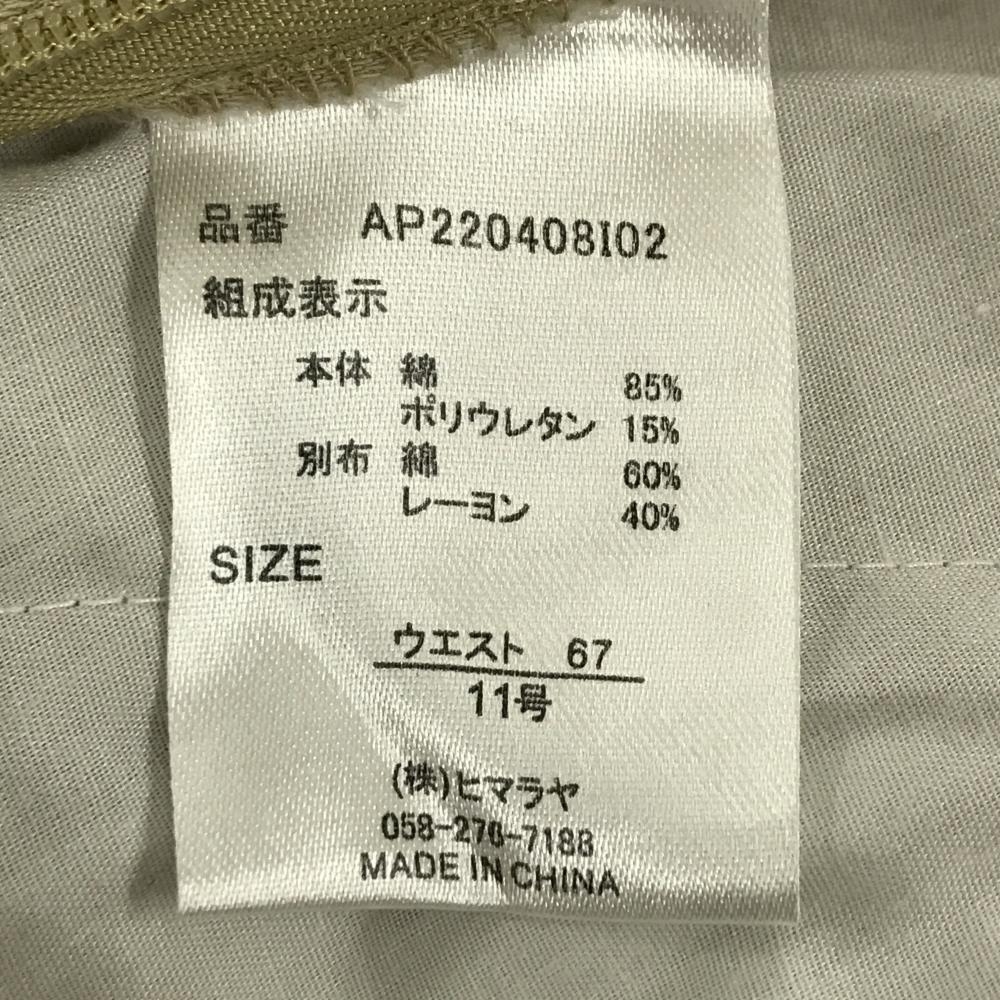 品番 AP220408I02
組成表示
本体 綿 85%
ポリウレタン 15%
別布 綿 60%
レーヨン 40%
SIZE
ウエスト 67
11号
(株)ヒマラヤ
058-276-7188
MADE IN CHINA